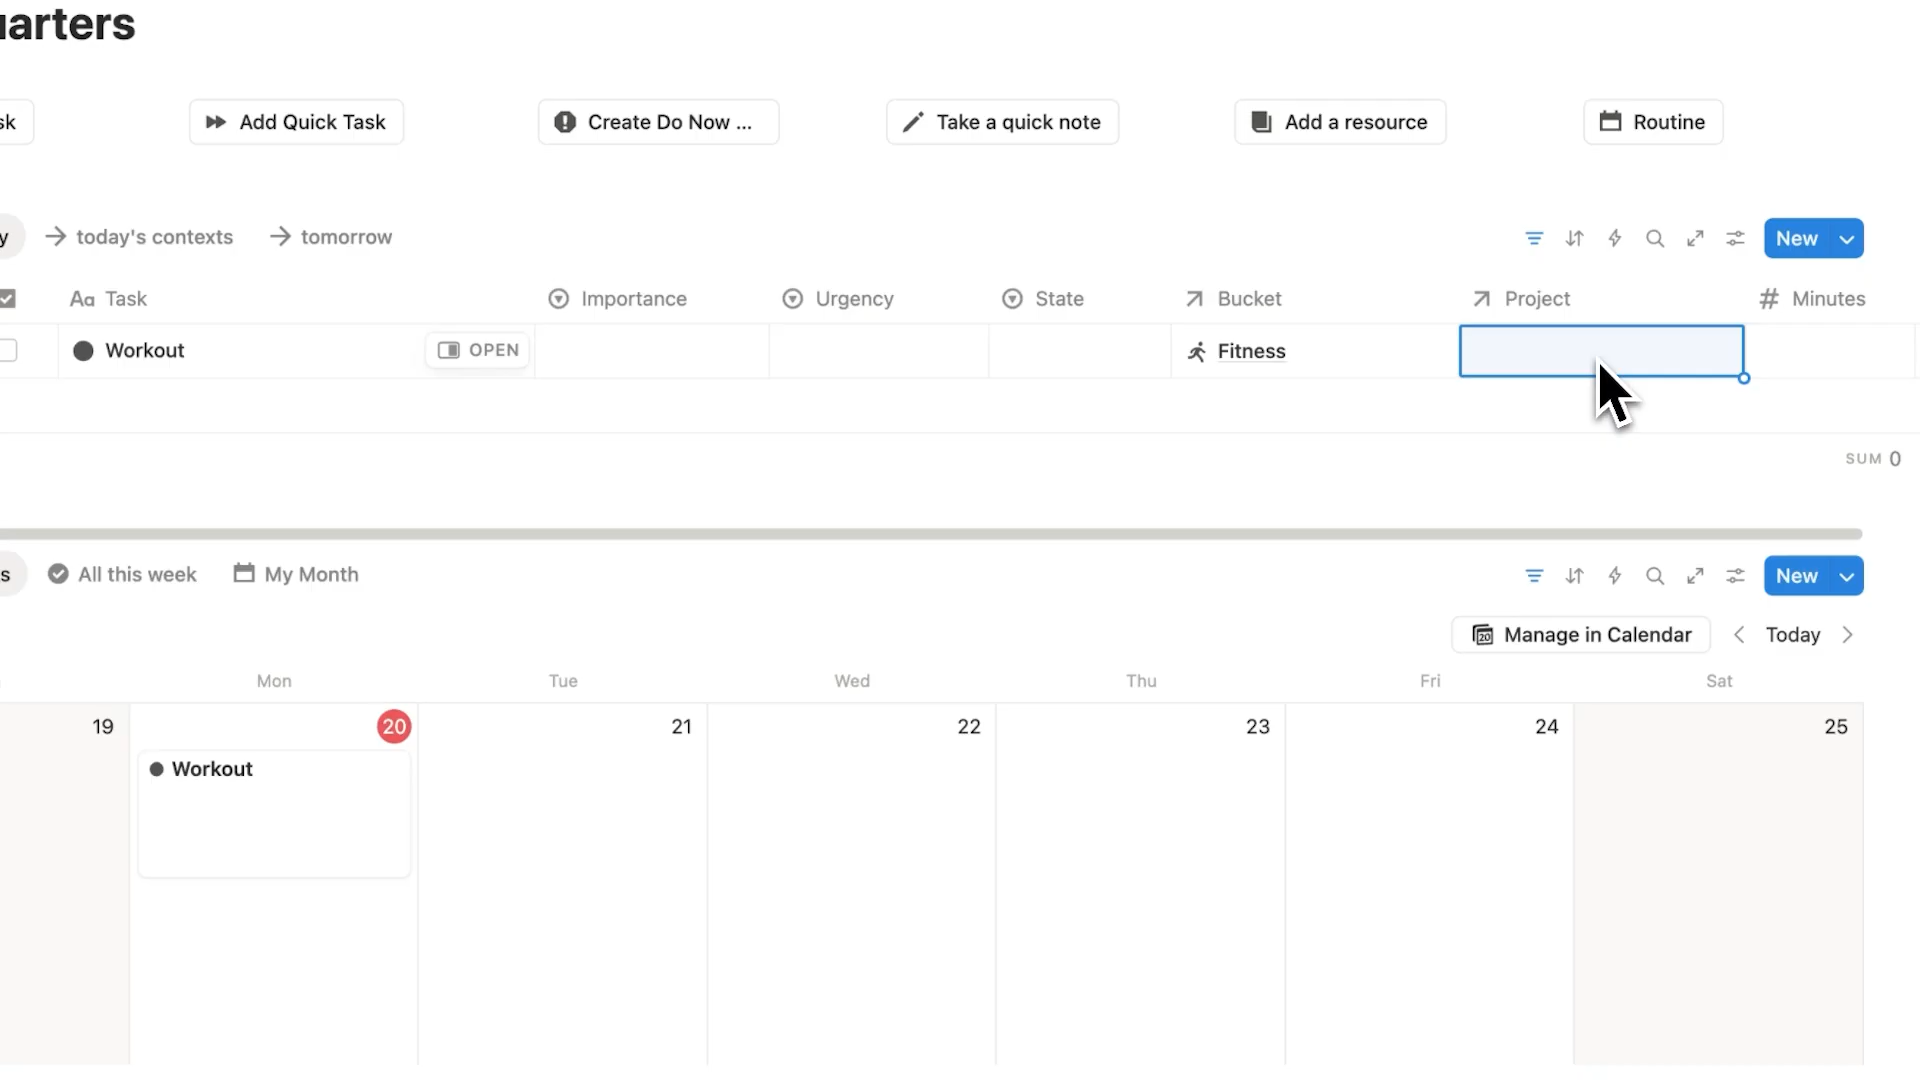 uarters
sk
Add Quick Task
Create Do Now ...
Take a quick note
Add a resource
Routine
y
today's contexts
tomorrow
New
Aa Task
Importance
Urgency
State
Bucket
Project
# Minutes
Workout
OPEN
Fitness
SUM 0
s
All this week
My Month
New
20 Manage in Calendar
Today
Mon
Tue
Wed
Thu
Fri
Sat
19
20
21
22
23
24
25
Workout